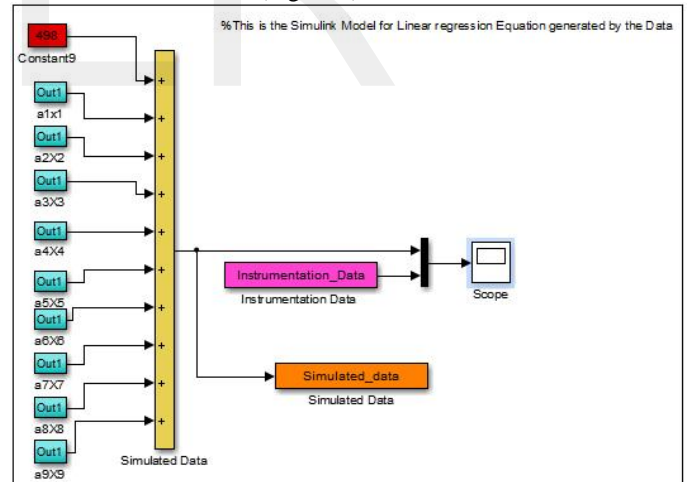 %This is the Simulink Model for Linear regression Equation generated by the Data
498
Constant9
Out1
a1x1
Out1
a2X2
Out1
a3X3
Out1
a4X4
Out1
a5X5
Out1
a6X6
Out1
a7X7
Out1
a8X8
Out1
a9X9
+
+
+
+
+
+
+
+
+
+
Simulated Data
Instrumentation_Data
Instrumentation Data
Scope
Simulated_data
Simulated Data